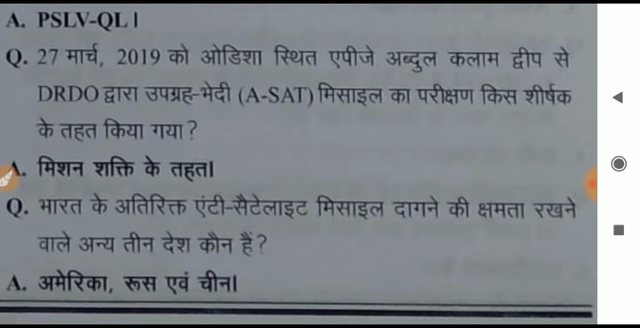 A. PSLV-QL।
Q. 27 मार्च, 2019 को ओडिशा स्थित एपीजे अब्दुल कलाम द्वीप से
DRDO द्वारा उपग्रह-भेदी (A-SAT) मिसाइल का परीक्षण किस शीर्षक
के तहत किया गया?
A. मिशन शक्ति के तहत।
Q. भारत के अतिरिक्त एंटी-सैटेलाइट मिसाइल दागने की क्षमता रखने
वाले अन्य तीन देश कौन हैं?
A. अमेरिका, रूस एवं चीन।